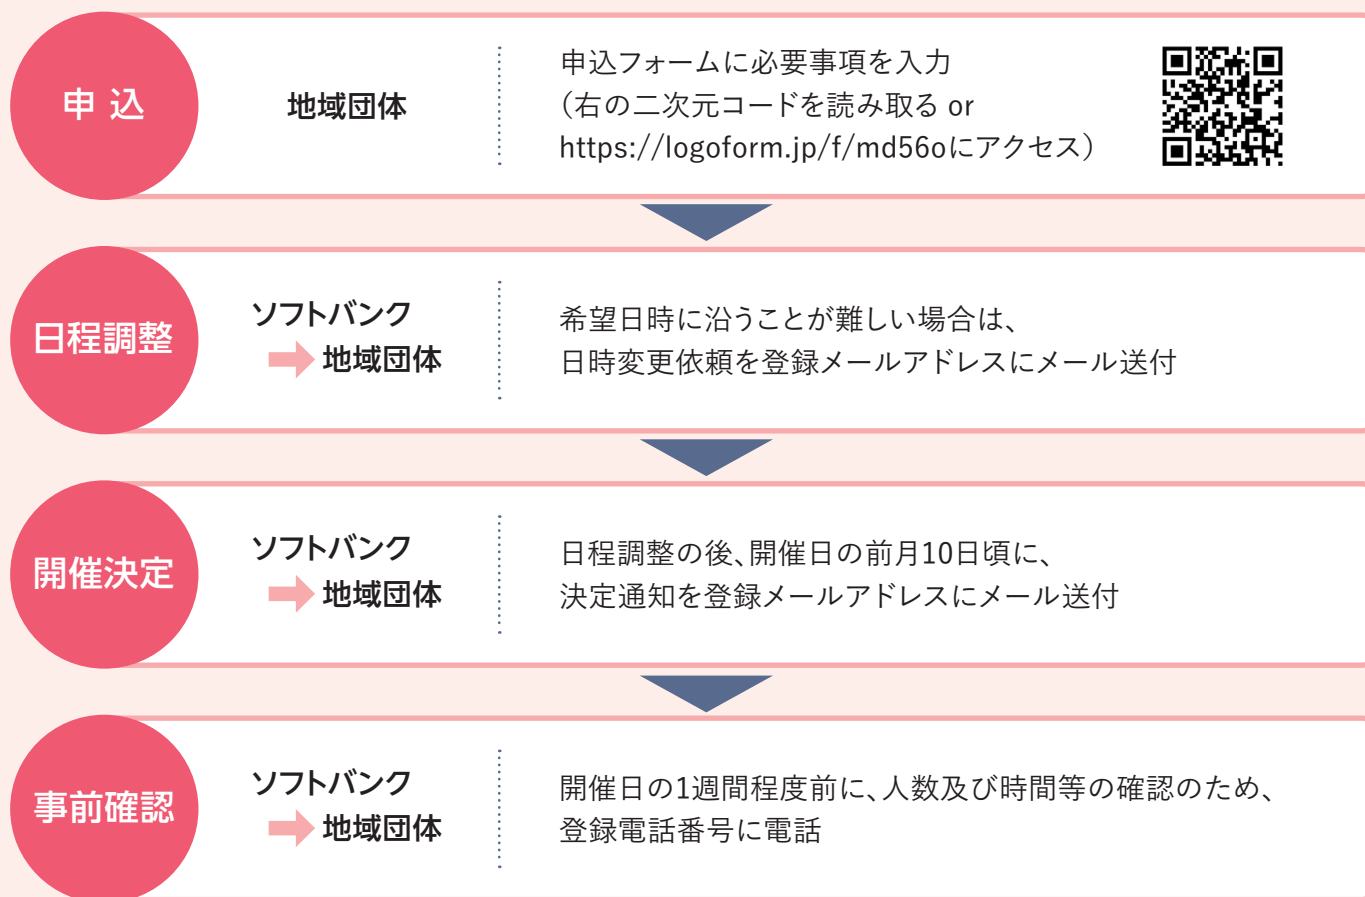 申 込
地域団体
申込フォームに必要事項を入力
(右の二次元コードを読み取る or
https://logoform.jp/f/md56oにアクセス)
日程調整
ソフトバンク
地域団体
希望日時に沿うことが難しい場合は、
日時変更依頼を登録メールアドレスにメール送付
開催決定
ソフトバンク
地域団体
日程調整の後、開催日の前月10日頃に、
決定通知を登録メールアドレスにメール送付
事前確認
ソフトバンク
地域団体
開催日の1週間程度前に、人数及び時間等の確認のため、
登録電話番号に電話